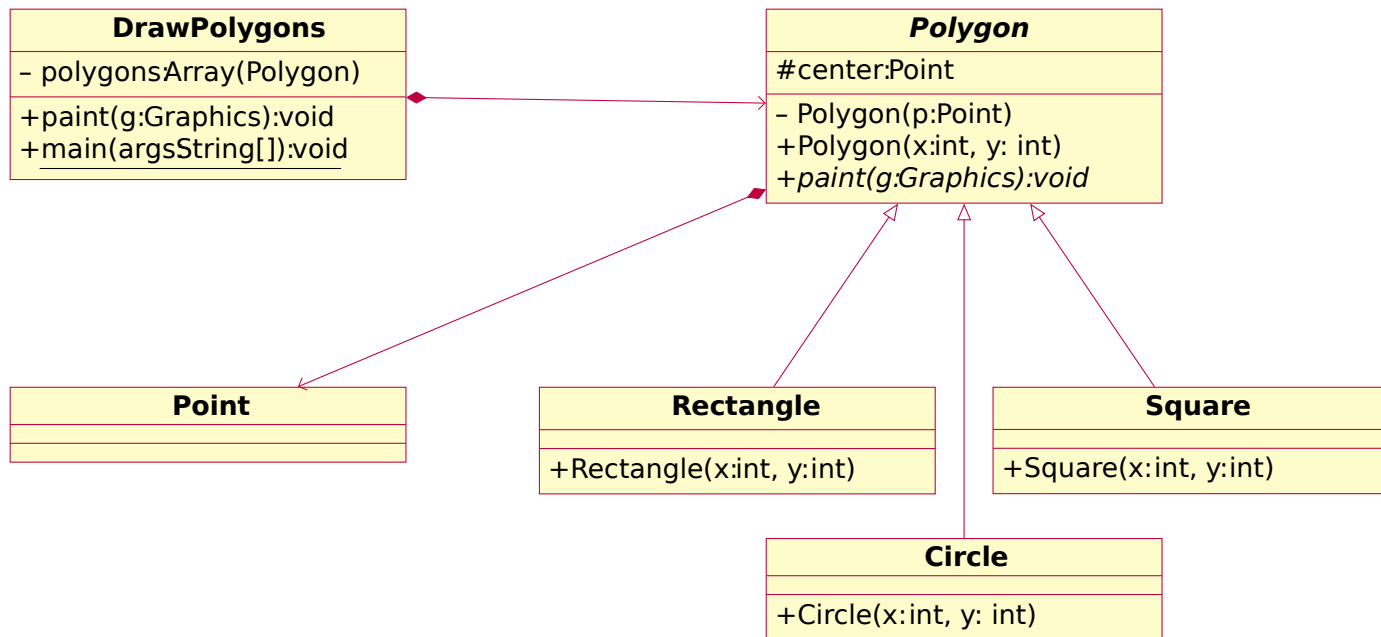 DrawPolygons
– polygons:Array(Polygon)
+paint(g:Graphics):void
+main(argsString[]):void
Polygon
#center:Point
– Polygon(p:Point)
+Polygon(x:int, y: int)
+paint(g:Graphics):void
Point
Rectangle
+Rectangle(x:int, y:int)
Square
+Square(x:int, y:int)
Circle
+Circle(x:int, y: int)